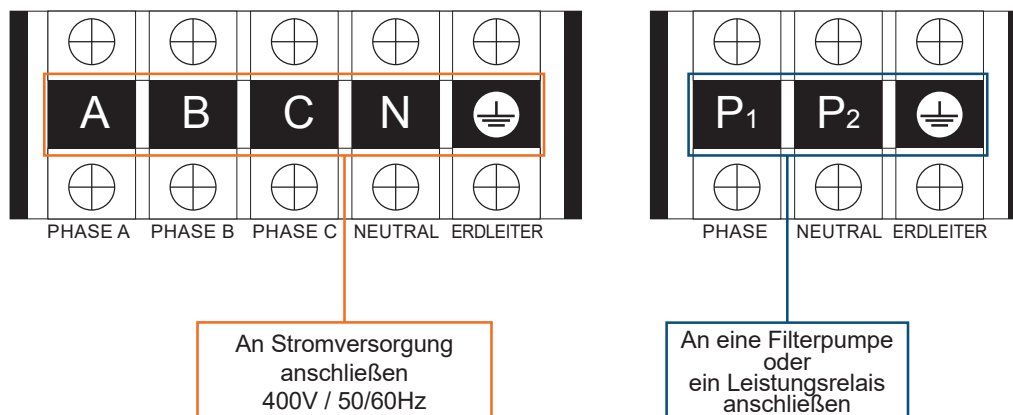 A B C N
PHASE A PHASE B PHASE C NEUTRAL ERDLEITER
An Stromversorgung
anschließen
400V / 50/60Hz
P1 P2
PHASE NEUTRAL ERDLEITER
An eine Filterpumpe
oder
ein Leistungsrelais
anschließen